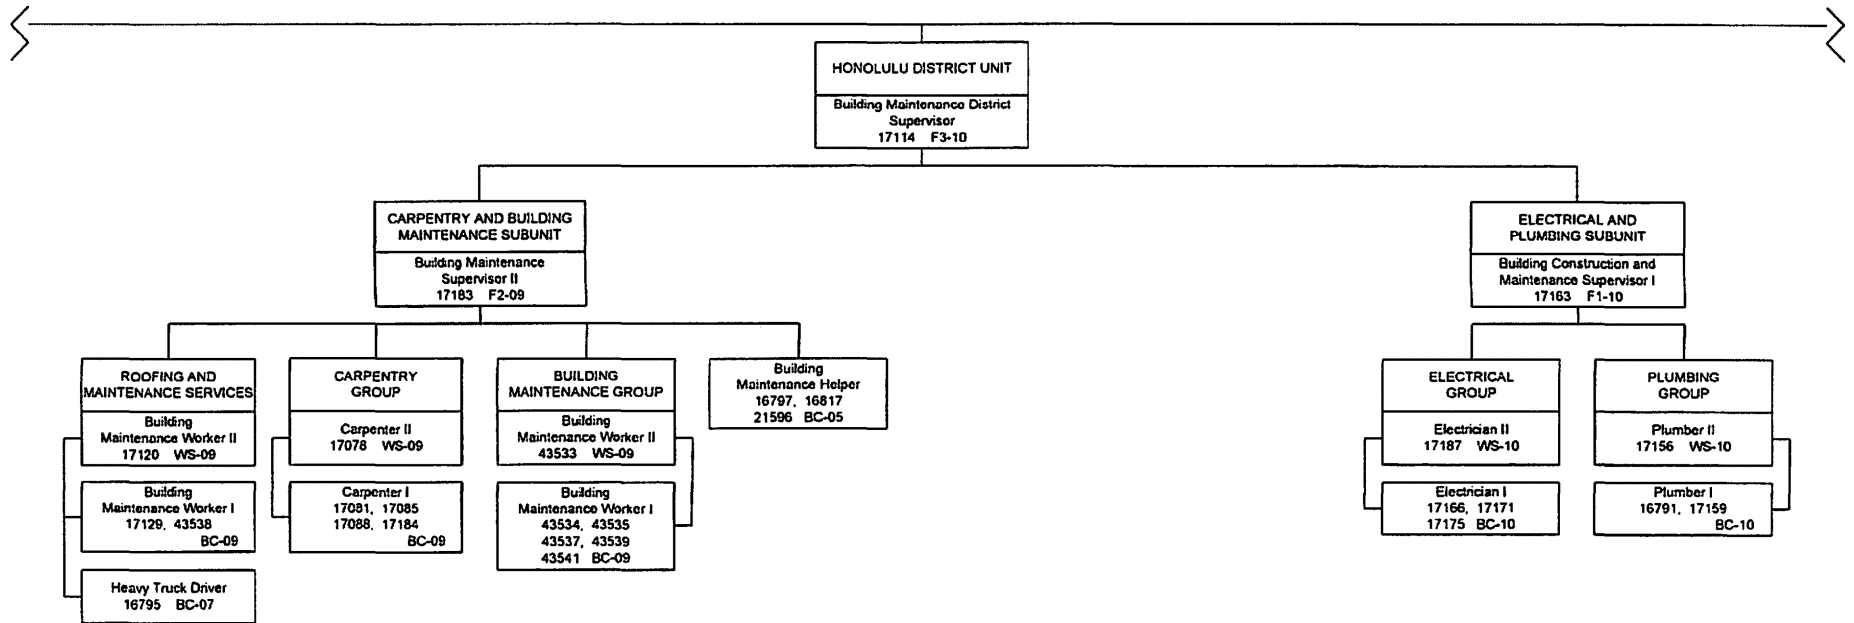 HONOLULU DISTRICT UNIT
Building Maintenance District
Supervisor
17114 F3-10
CARPENTRY AND BUILDING
MAINTENANCE SUBUNIT
Building Maintenance
Supervisor II
17183 F2-09
ELECTRICAL AND
PLUMBING SUBUNIT
Building Construction and
Maintenance Supervisor I
17163 F1-10
ROOFING AND
MAINTENANCE SERVICES
Building
Maintenance Worker II
17120 WS-09
Building
Maintenance Worker I
17129, 43538
BC-09
Heavy Truck Driver
16795 BC-07
CARPENTRY
GROUP
Carpenter II
17078 WS-09
Carpenter I
17081, 17085
17088, 17184
BC-09
BUILDING
MAINTENANCE GROUP
Building
Maintenance Worker II
43533 WS-09
Building
Maintenance Worker I
43534, 43535
43537, 43539
43541 BC-09
Building
Maintenance Helper
16797, 16817
21596 BC-05
ELECTRICAL
GROUP
Electrician II
17187 WS-10
Electrician I
17166, 17171
17175 BC-10
PLUMBING
GROUP
Plumber II
17156 WS-10
Plumber I
16791, 17159
BC-10